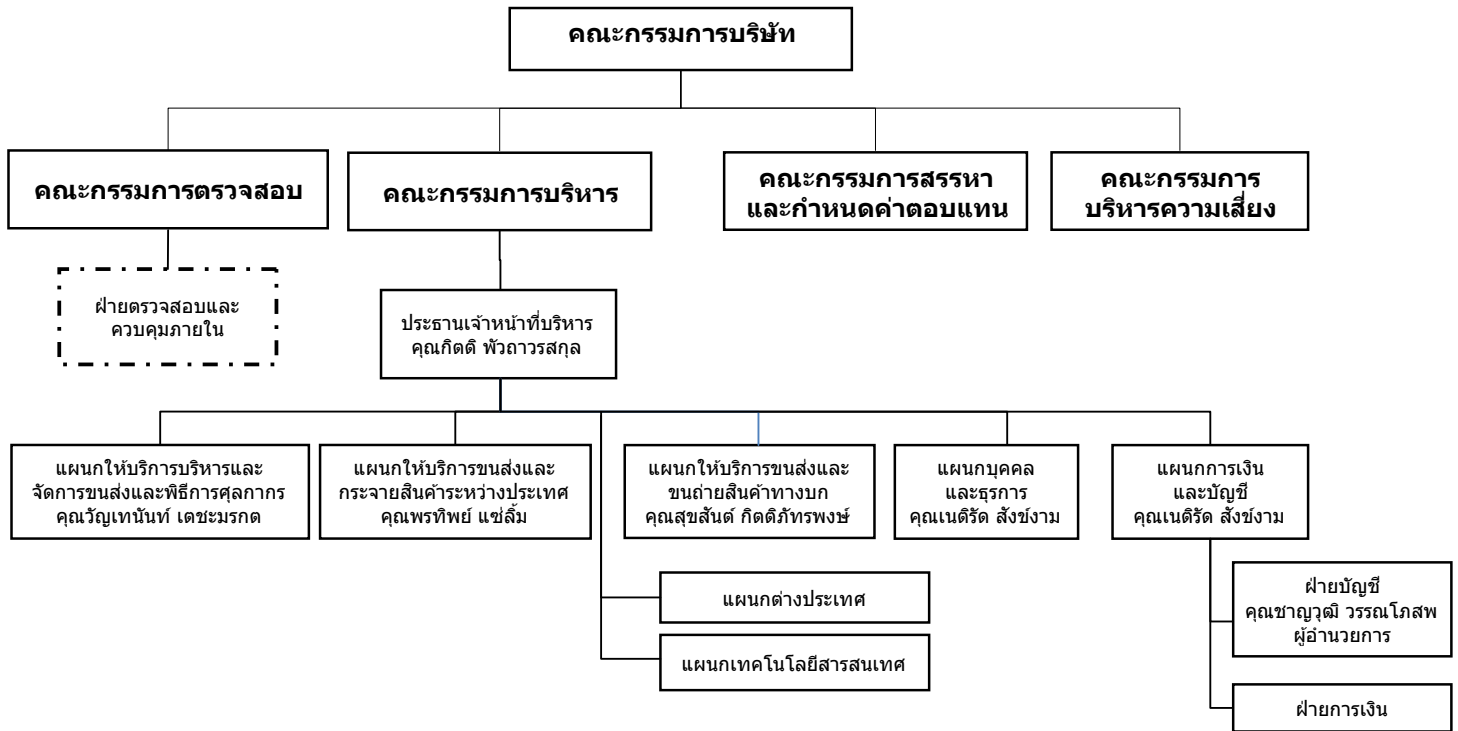 คณะกรรมการบริษัท
คณะกรรมการตรวจสอบ
คณะกรรมการบริหาร
คณะกรรมการสรรหา
และกำหนดค่าตอบแทน
คณะกรรมการ
บริหารความเสี่ยง
ฝ่ายตรวจสอบและ
ควบคุมภายใน
ประธานเจ้าหน้าที่บริหาร
คุณกิตติ พัวถาวรสกุล
แผนกให้บริการบริหารและ
จัดการขนส่งและพิธีการศุลกากร
คุณวัญเทนันท์ เตชะมรกต
แผนกให้บริการขนส่งและ
กระจายสินค้าระหว่างประเทศ
คุณพรทิพย์ แซ่ลิ้ม
แผนกให้บริการขนส่งและ
ขนถ่ายสินค้าทางบก
คุณสุขสันต์ กิตติภัทรพงษ์
แผนกบุคคล
และธุรการ
คุณเนติรัด สังข์งาม
แผนกการเงิน
และบัญชี
คุณเนติรัด สังข์งาม
แผนกต่างประเทศ
แผนกเทคโนโลยีสารสนเทศ
ฝ่ายบัญชี
คุณชาญวุฒิ วรรณโภสพ
ผู้อำนวยการ
ฝ่ายการเงิน